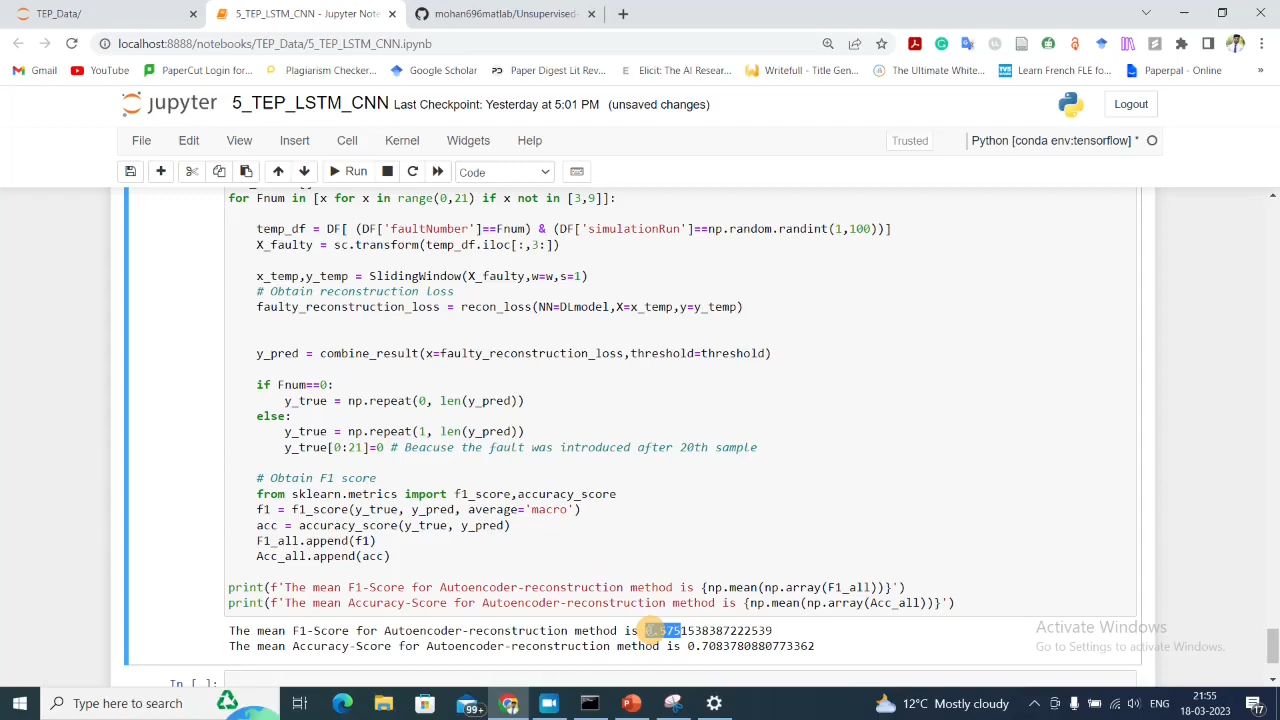 TEP_Data/
5_TEP_LSTM_CNN - Jupyter Note
mohan696matlab/Unsupervised-
localhost:8888/notebooks/TEP_Data/5_TEP_LSTM_CNN.ipynb
Gmail
YouTube
PaperCut Login for...
Plagiarism Checker...
Google Scholar
Paper Digest Lit Rev...
Elicit: The AI Resear...
Writefull - Title Gen...
The Ultimate White...
Learn French FLE fo...
Paperpal - Online
»
jupyter 5_TEP_LSTM_CNN Last Checkpoint: Yesterday at 5:01 PM (unsaved changes)
Logout
File Edit View Insert Cell Kernel Widgets Help
Trusted
Python [conda env:tensorflow] *
Run
Code
for Fnum in [x for x in range(0,21) if x not in [3,9]]:
temp_df = DF[ (DF['faultNumber']==Fnum) & (DF['simulationRun']==np.random.randint(1,100))]
X_faulty = sc.transform(temp_df.iloc[:,3:])
x_temp,y_temp = SlidingWindow(X_faulty,w=w,s=1)
# Obtain reconstruction loss
faulty_reconstruction_loss = recon_loss(NN=DLmodel,X=x_temp,y=y_temp)
y_pred = combine_result(x=faulty_reconstruction_loss,threshold=threshold)
if Fnum==0:
y_true = np.repeat(0, len(y_pred))
else:
y_true = np.repeat(1, len(y_pred))
y_true[0:21]=0 # Beacuse the fault was introduced after 20th sample
# Obtain F1 score
from sklearn.metrics import f1_score,accuracy_score
f1 = f1_score(y_true, y_pred, average='macro')
acc = accuracy_score(y_true, y_pred)
F1_all.append(f1)
Acc_all.append(acc)
print(f'The mean F1-Score for Autoencoder-reconstruction method is {np.mean(np.array(F1_all))}')
print(f'The mean Accuracy-Score for Autoencoder-reconstruction method is {np.mean(np.array(Acc_all))}')
The mean F1-Score for Autoencoder-reconstruction method is 0.5751538387222539
The mean Accuracy-Score for Autoencoder-reconstruction method is 0.7083780880773362
Activate Windows
Go to Settings to activate Windows.
In [ ]:
Type here to search
99+
12°C Mostly cloudy
ENG
21:55
18-03-2023
17